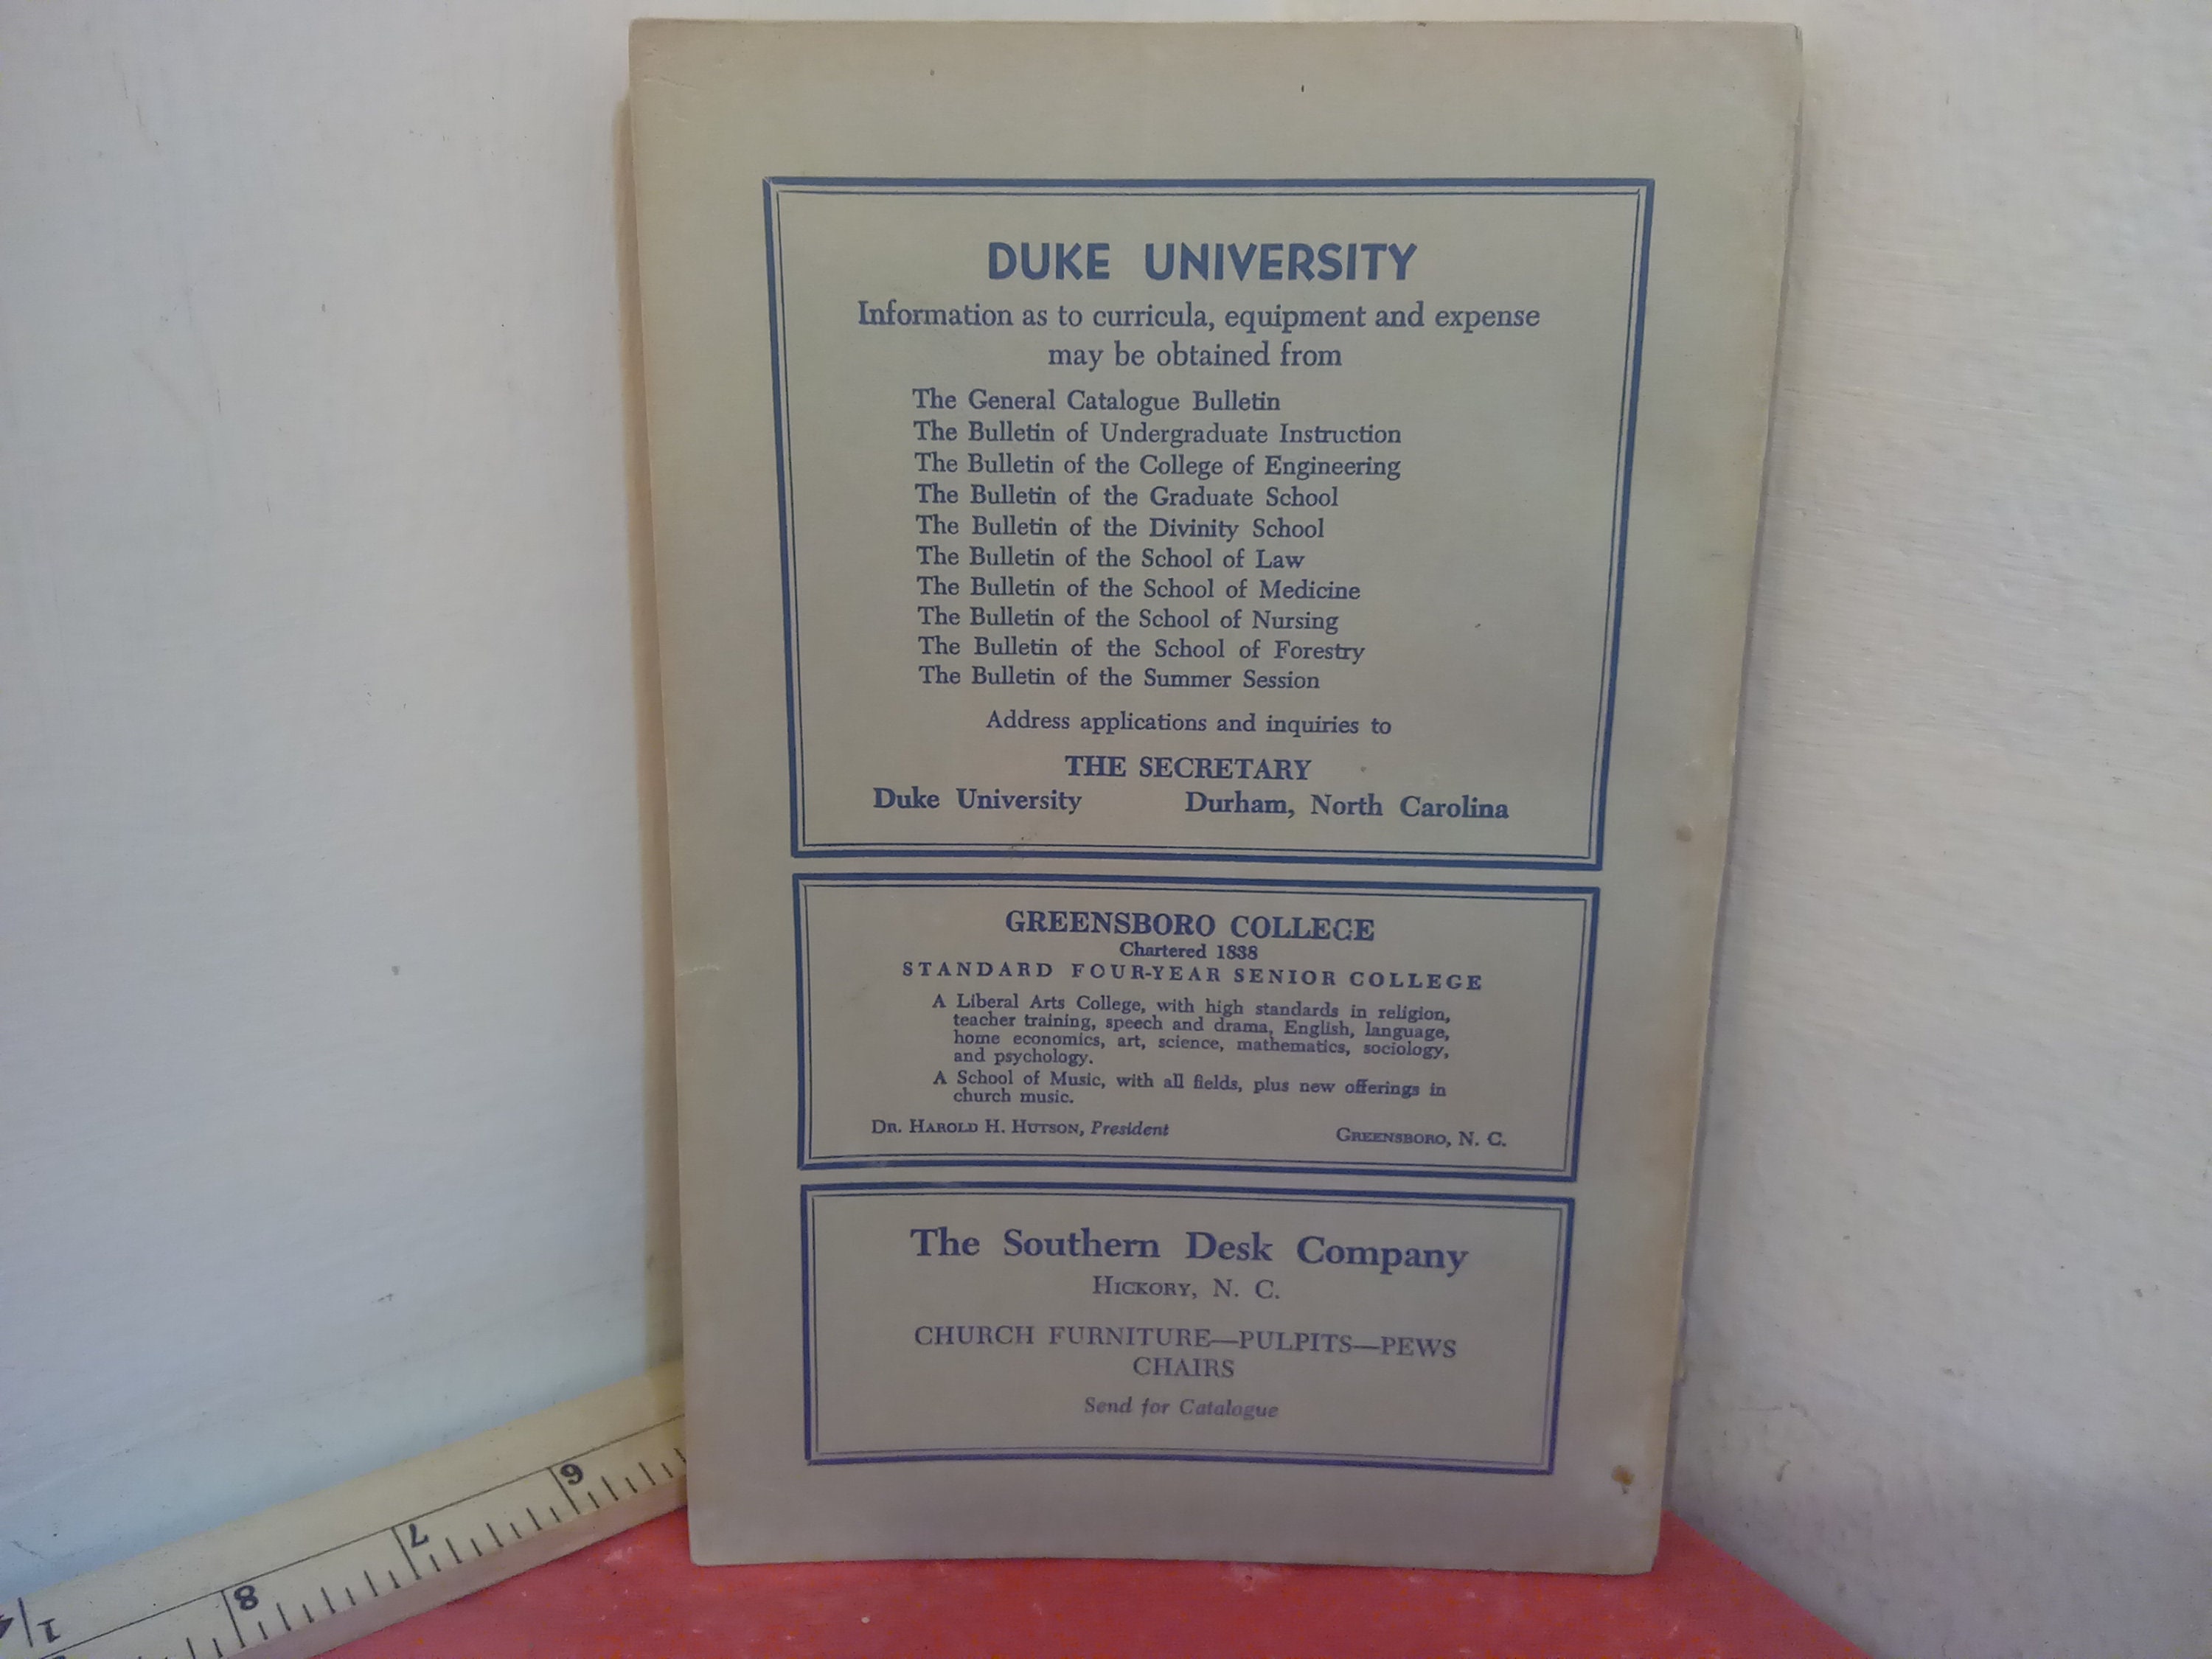 DUKE UNIVERSITY
Information as to curricula, equipment and expense
may be obtained from
The General Catalogue Bulletin
The Bulletin of Undergraduate Instruction
The Bulletin of the College of Engineering
The Bulletin of the Graduate School
The Bulletin of the Divinity School
The Bulletin of the School of Law
The Bulletin of the School of Medicine
The Bulletin of the School of Nursing
The Bulletin of the School of Forestry
The Bulletin of the Summer Session
Address applications and inquiries to
THE SECRETARY
Duke University Durham, North Carolina
GREENSBORO COLLEGE
Chartered 1838
STANDARD FOUR-YEAR SENIOR COLLEGE
A Liberal Arts College, with high standards in religion,
teacher training, speech and drama, English, language,
home economics, art, science, mathematics, sociology,
and psychology.
A School of Music, with all fields, plus new offerings in
church music.
DR. HAROLD H. HUTSON, President GREENSBORO, N. C.
The Southern Desk Company
HICKORY, N. C.
CHURCH FURNITURE—PULPITS—PEWS
CHAIRS
Send for Catalogue
6
7
8